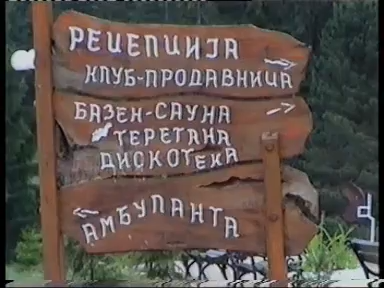 РЕЦЕПЦИЈА
КЛУБ-ПРОДАВНИЦА
БАЗЕН-САУНА
ТЕРЕТАНА
ДИСКОТЕКА
АМБУЛАНТА